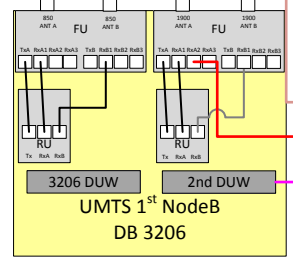 850 850 1900 1900
ANT A FU ANT B ANT A FU ANT B
TxA RxA1 RxA2 RxA3 TxB RxB1 RxB2 RxB3 TxA RxA1 RxA2 RxA3 TxB RxB1 RxB2 RxB3
RU RU
Tx RxA RxB Tx RxA RxB
3206 DUW 2nd DUW
UMTS 1st NodeB
DB 3206